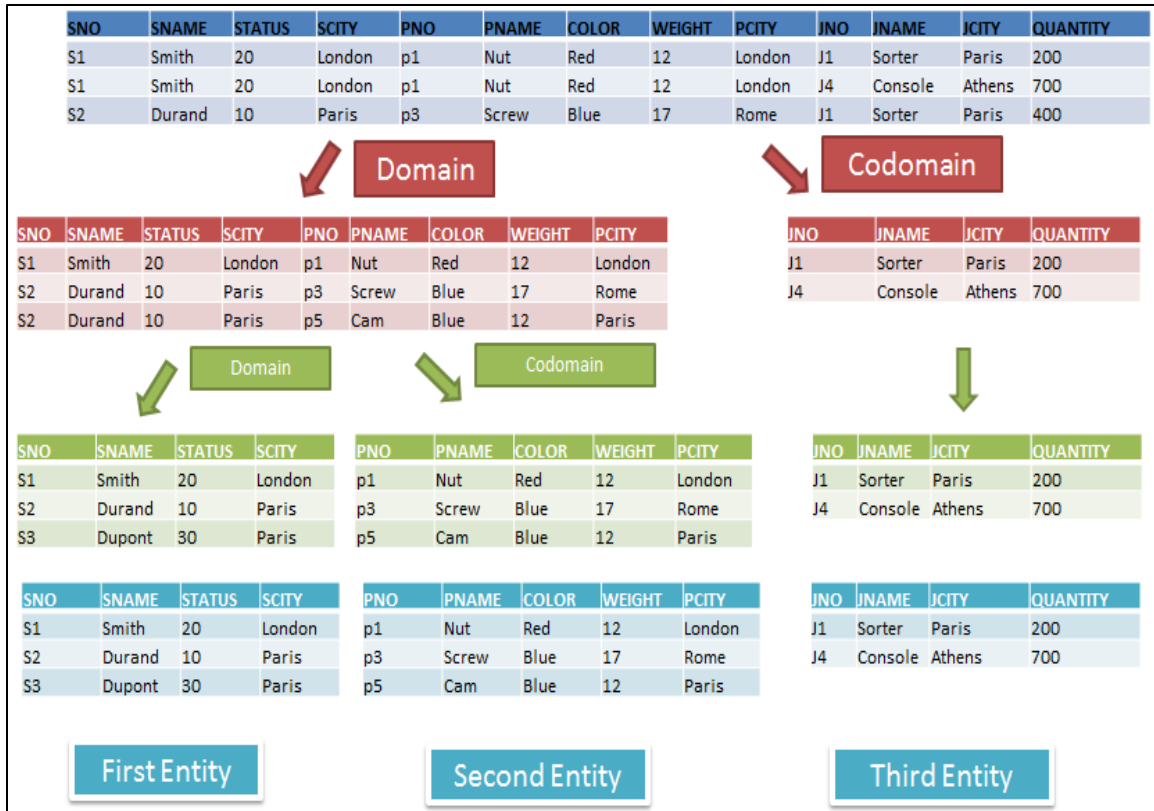 SNO SNAME STATUS SCITY PNO PNAME COLOR WEIGHT PCITY JNO JNAME JCITY QUANTITY
S1 Smith 20 London p1 Nut Red 12 London J1 Sorter Paris 200
S1 Smith 20 London p1 Nut Red 12 London J4 Console Athens 700
S2 Durand 10 Paris p3 Screw Blue 17 Rome J1 Sorter Paris 400
Domain Codomain
SNO SNAME STATUS SCITY PNO PNAME COLOR WEIGHT PCITY JNO JNAME JCITY QUANTITY
S1 Smith 20 London p1 Nut Red 12 London J1 Sorter Paris 200
S2 Durand 10 Paris p3 Screw Blue 17 Rome J4 Console Athens 700
S2 Durand 10 Paris p5 Cam Blue 12 Paris
Domain Codomain
SNO SNAME STATUS SCITY PNO PNAME COLOR WEIGHT PCITY JNO JNAME JCITY QUANTITY
S1 Smith 20 London p1 Nut Red 12 London J1 Sorter Paris 200
S2 Durand 10 Paris p3 Screw Blue 17 Rome J4 Console Athens 700
S3 Dupont 30 Paris p5 Cam Blue 12 Paris
SNO SNAME STATUS SCITY PNO PNAME COLOR WEIGHT PCITY JNO JNAME JCITY QUANTITY
S1 Smith 20 London p1 Nut Red 12 London J1 Sorter Paris 200
S2 Durand 10 Paris p3 Screw Blue 17 Rome J4 Console Athens 700
S3 Dupont 30 Paris p5 Cam Blue 12 Paris
First Entity Second Entity Third Entity